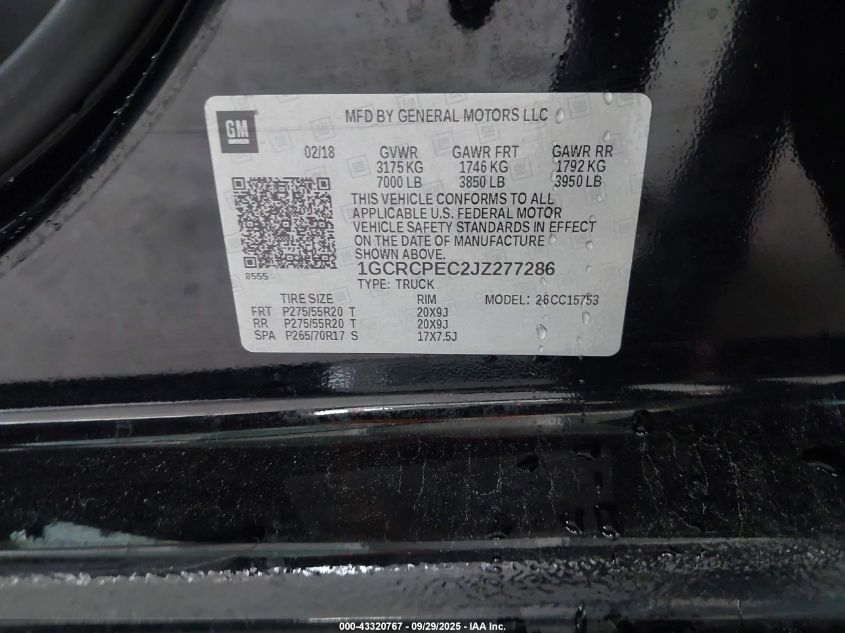 GM
MFD BY GENERAL MOTORS LLC
02/18 GVWR GAWR FRT GAWR RR
3175 KG 1746 KG 1792 KG
7000 LB 3850 LB 3950 LB
THIS VEHICLE CONFORMS TO ALL
APPLICABLE U.S. FEDERAL MOTOR
VEHICLE SAFETY STANDARDS IN EFFECT
ON THE DATE OF MANUFACTURE
SHOWN ABOVE.
8555
1GCRCPEC2JZ277286
TYPE: TRUCK
TIRE SIZE RIM MODEL: 26CC15753
FRT P275/55R20 T 20X9J
RR P275/55R20 T 20X9J
SPA P265/70R17 S 17X7.5J
000-43320767 - 09/29/2025 - IAA Inc.